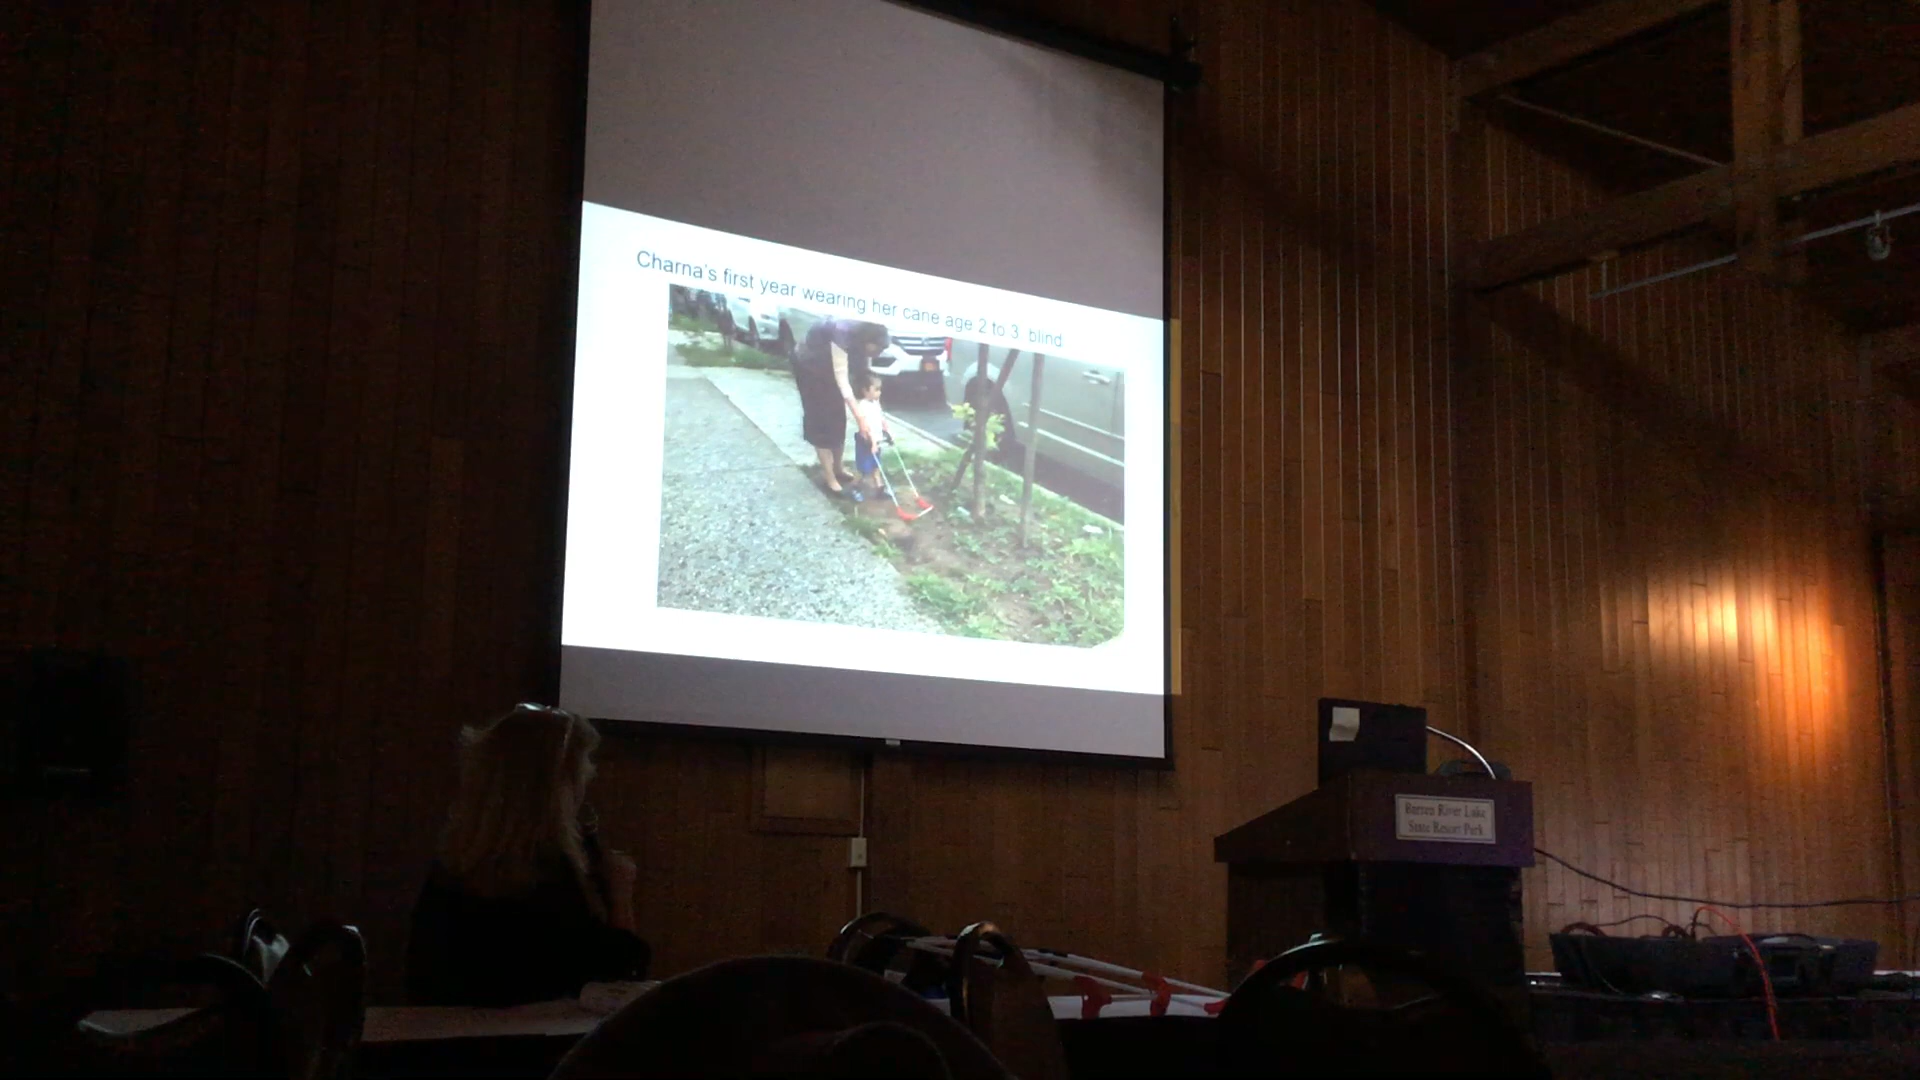 Charna's first year wearing her cane age 2 to 3. blind
Barren River Lake
State Resort Park